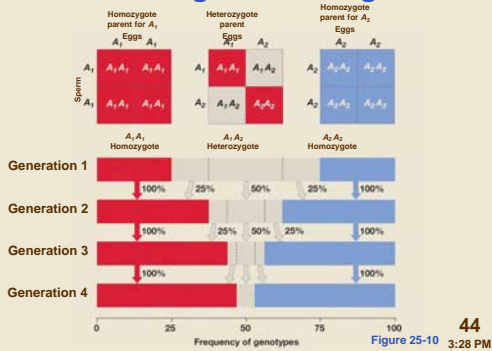 Homozygote
parent for A1
Eggs
A1 A1
Sperm
A1 A1A1 A1A1
A1 A1A1 A1A1
Heterozygote
parent
Eggs
A1 A2
A1 A1A1 A1A2
A2 A1A2 A2A2
Homozygote
parent for A2
Eggs
A2 A2
A2 A2A2 A2A2
A2 A2A2 A2A2
A1A1
Homozygote
A1A2
Heterozygote
A2A2
Homozygote
Generation 1
100% 25% 50% 25% 100%
Generation 2
100% 25% 50% 25% 100%
Generation 3
100% 100%
Generation 4
0 25 50 75 100
Frequency of genotypes
Figure 25-10
44
3:28 PM